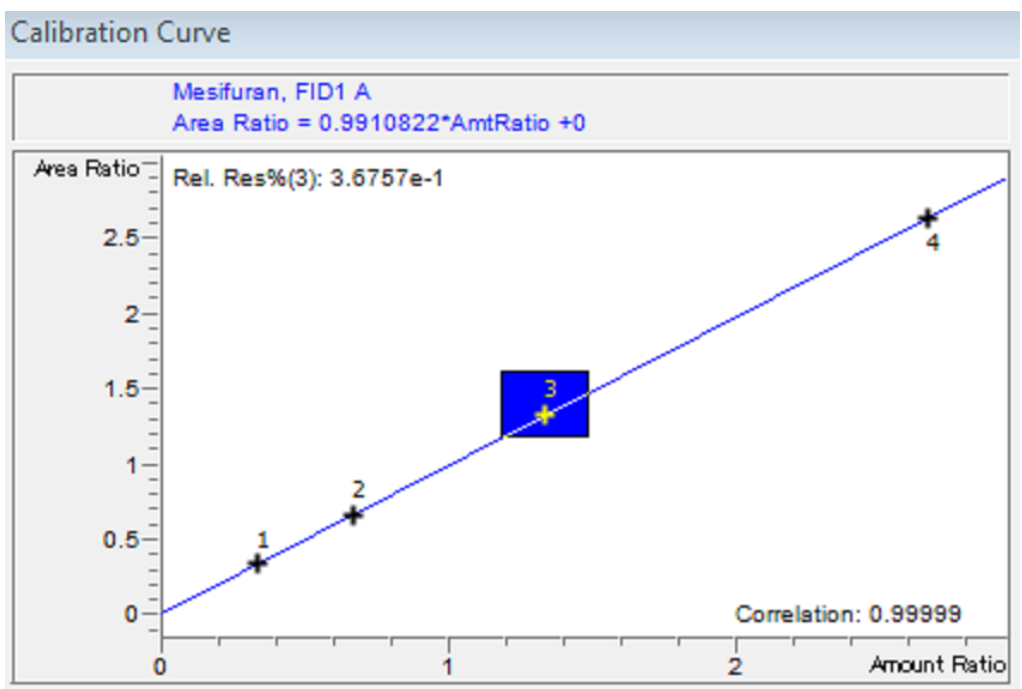 Calibration Curve
Mesifuran, FID1 A
Area Ratio = 0.9910822*AmtRatio +0
Area Ratio
Rel. Res%(3): 3.6757e-1
2.5
4
2
1.5
3
1
2
0.5
1
0
Correlation: 0.99999
0 1 2 Amount Ratio